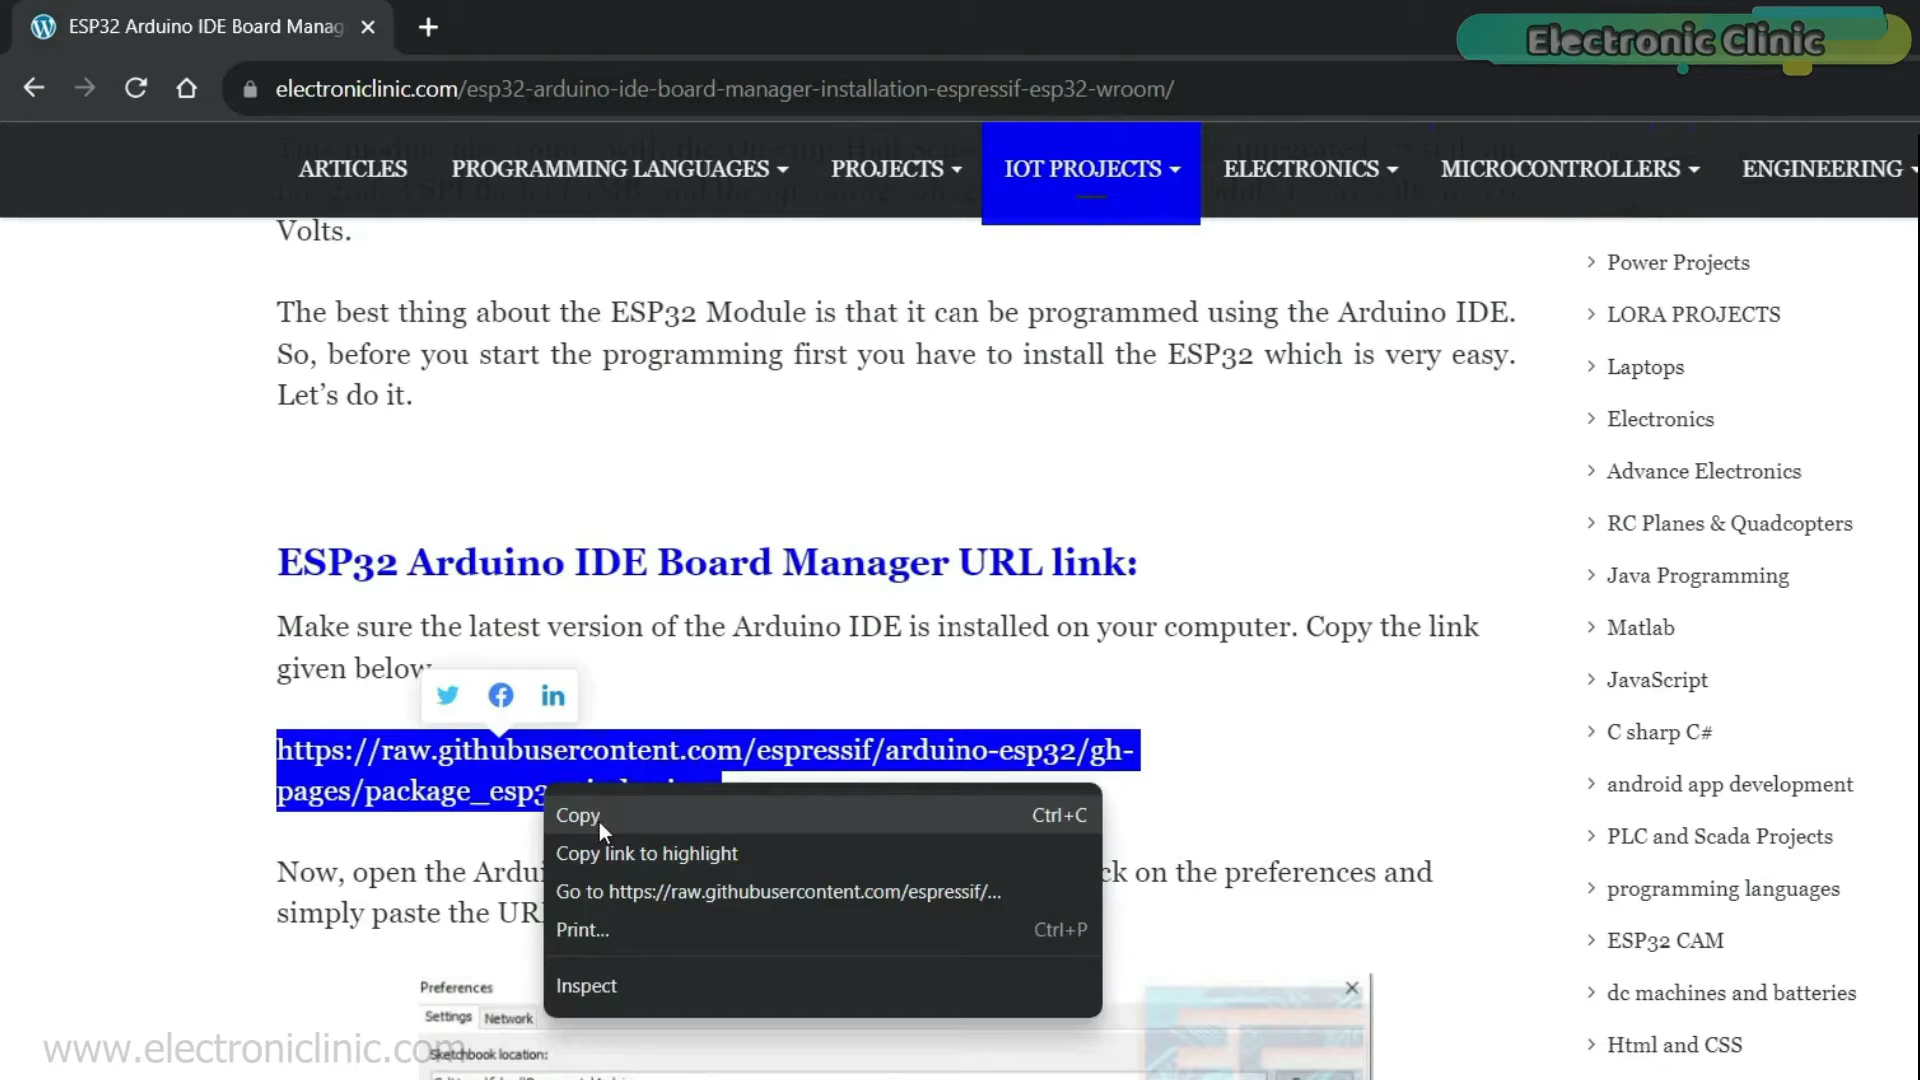 ESP32 Arduino IDE Board Manag
Electronic Clinic
electroniclinic.com/esp32-arduino-ide-board-manager-installation-espressif-esp32-wroom/
ARTICLES PROGRAMMING LANGUAGES PROJECTS IOT PROJECTS ELECTRONICS MICROCONTROLLERS ENGINEERING
Volts.
The best thing about the ESP32 Module is that it can be programmed using the Arduino IDE.
So, before you start the programming first you have to install the ESP32 which is very easy.
Let's do it.
ESP32 Arduino IDE Board Manager URL link:
Make sure the latest version of the Arduino IDE is installed on your computer. Copy the link
given below
https://raw.githubusercontent.com/espressif/arduino-esp32/gh-
pages/package_esp3
Copy Ctrl+C
Copy link to highlight
Go to https://raw.githubusercontent.com/espressif/...
Print... Ctrl+P
Inspect
Now, open the Ardui ck on the preferences and
simply paste the UR
Preferences
Settings Network
Sketchbook location:
www.electroniclinic.com
Power Projects
LORA PROJECTS
Laptops
Electronics
Advance Electronics
RC Planes & Quadcopters
Java Programming
Matlab
JavaScript
C sharp C#
android app development
PLC and Scada Projects
programming languages
ESP32 CAM
dc machines and batteries
Html and CSS